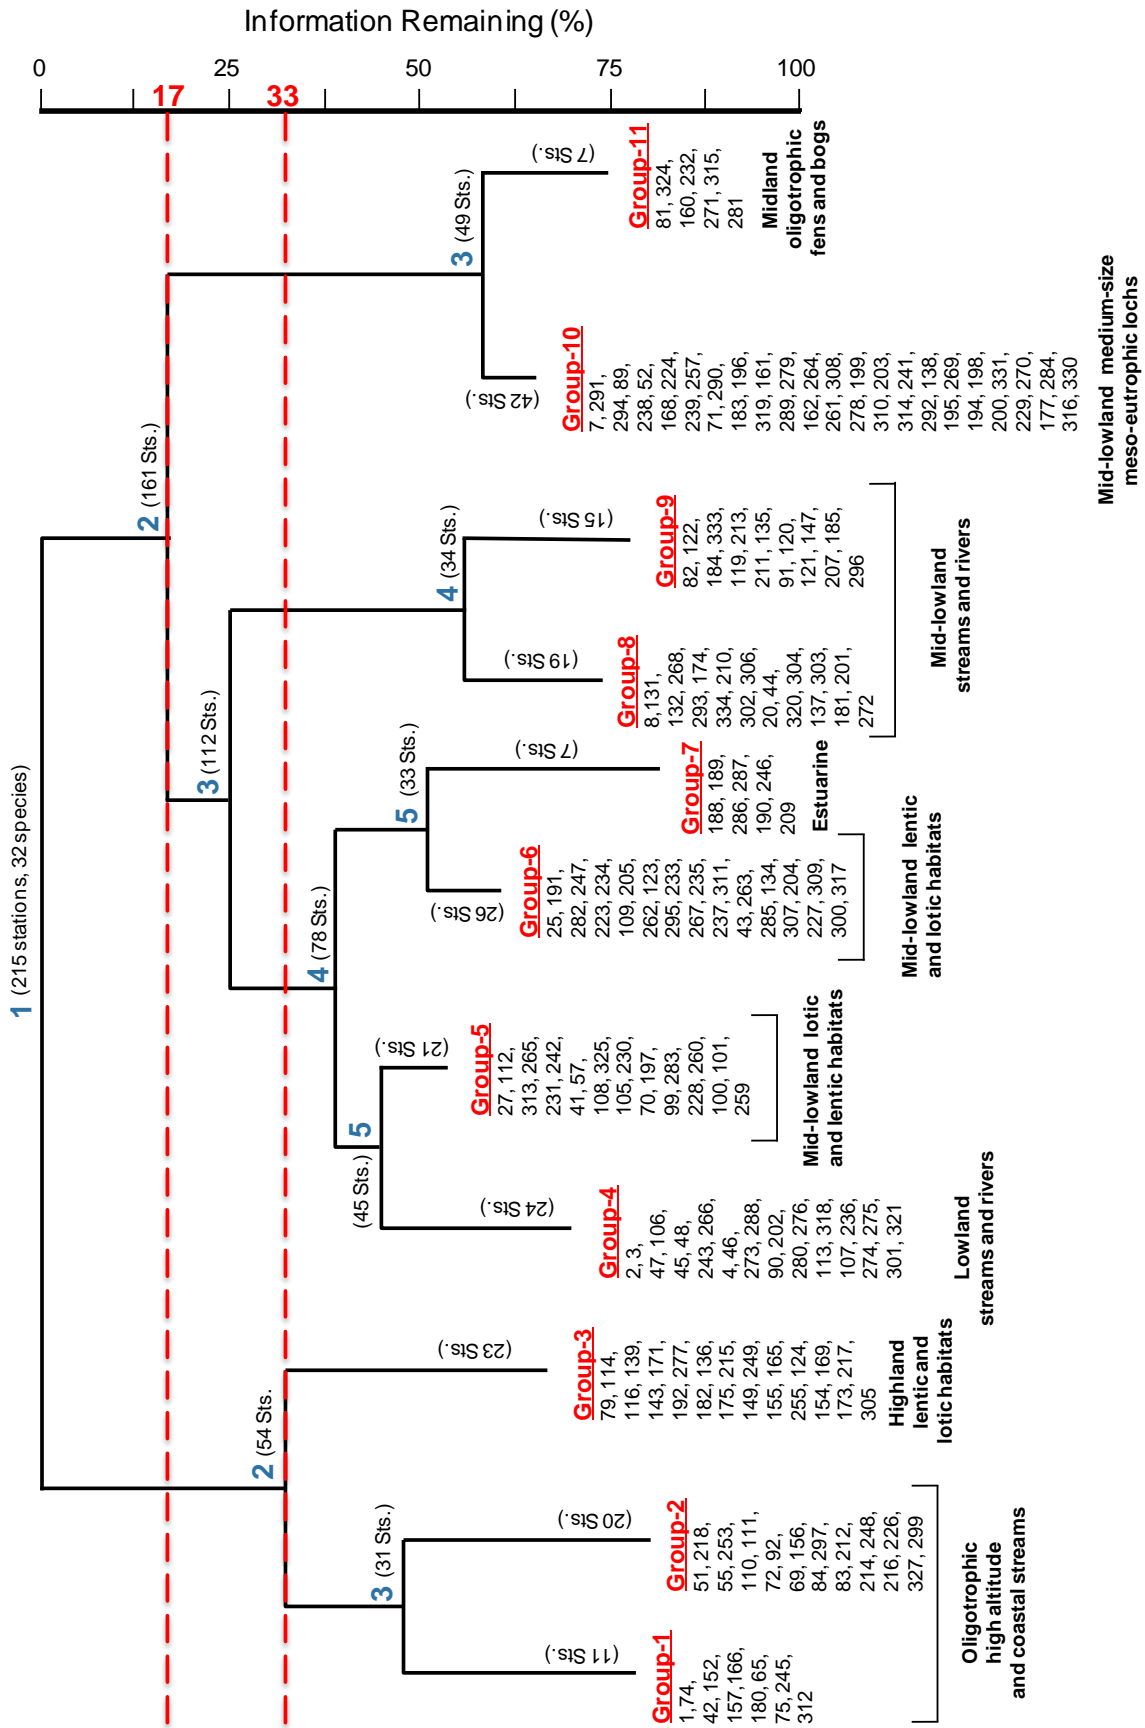 Information Remaining (%)
0
25
50
75
100
17
33
1 (215 stations, 32 species)
2 (54 Sts.
2 (161 Sts.)
3 (31 Sts.)
3 (112 Sts.)
3 (49 Sts.)
4 (78 Sts.)
4 (34 Sts.)
5
(45 Sts.)
5 (33 Sts.)
(11 Sts.)
Group-1
1, 74,
42, 152,
157, 166,
180, 65,
75, 245,
312
(20 Sts.)
Group-2
51, 218,
55, 253,
110, 111,
72, 92,
69, 156,
84, 297,
83, 212,
214, 248,
216, 226,
327, 299
Oligotrophic
high altitude
and coastal streams
(23 Sts.)
Group-3
79, 114,
116, 139,
143, 171,
192, 277,
182, 136,
175, 215,
149, 249,
155, 165,
255, 124,
154, 169,
173, 217,
305
Highland
lentic and
lotic habitats
(24 Sts.)
Group-4
2, 3,
47, 106,
45, 48,
243, 266,
4, 46,
273, 288,
90, 202,
280, 276,
113, 318,
107, 236,
274, 275,
301, 321
Lowland
streams and rivers
(21 Sts.)
Group-5
27, 112,
313, 265,
231, 242,
41, 57,
108, 325,
105, 230,
70, 197,
99, 283,
228, 260,
100, 101,
259
Mid-lowland lotic
and lentic habitats
(26 Sts.)
Group-6
25, 191,
282, 247,
223, 234,
109, 205,
262, 123,
295, 233,
267, 235,
237, 311,
43, 263,
285, 134,
307, 204,
227, 309,
300, 317
Mid-lowland lentic
and lotic habitats
(7 Sts.)
Group-7
188, 189,
286, 287,
190, 246,
209
Estuarine
(19 Sts.)
Group-8
8, 131,
132, 268,
293, 174,
334, 210,
302, 306,
20, 44,
320, 304,
137, 303,
181, 201,
272
(15 Sts.)
Group-9
82, 122,
184, 333,
119, 213,
211, 135,
91, 120,
121, 147,
207, 185,
296
Mid-lowland
streams and rivers
(42 Sts.)
Group-10
7, 291,
294, 89,
238, 52,
168, 224,
239, 257,
71, 290,
183, 196,
319, 161,
289, 279,
162, 264,
261, 308,
278, 199,
310, 203,
314, 241,
292, 138,
195, 269,
194, 198,
200, 331,
229, 270,
177, 284,
316, 330
Mid-lowland medium-size
meso-eutrophic lochs
(7 Sts.)
Group-11
81, 324,
160, 232,
271, 315,
281
Midland
oligotrophic
fens and bogs